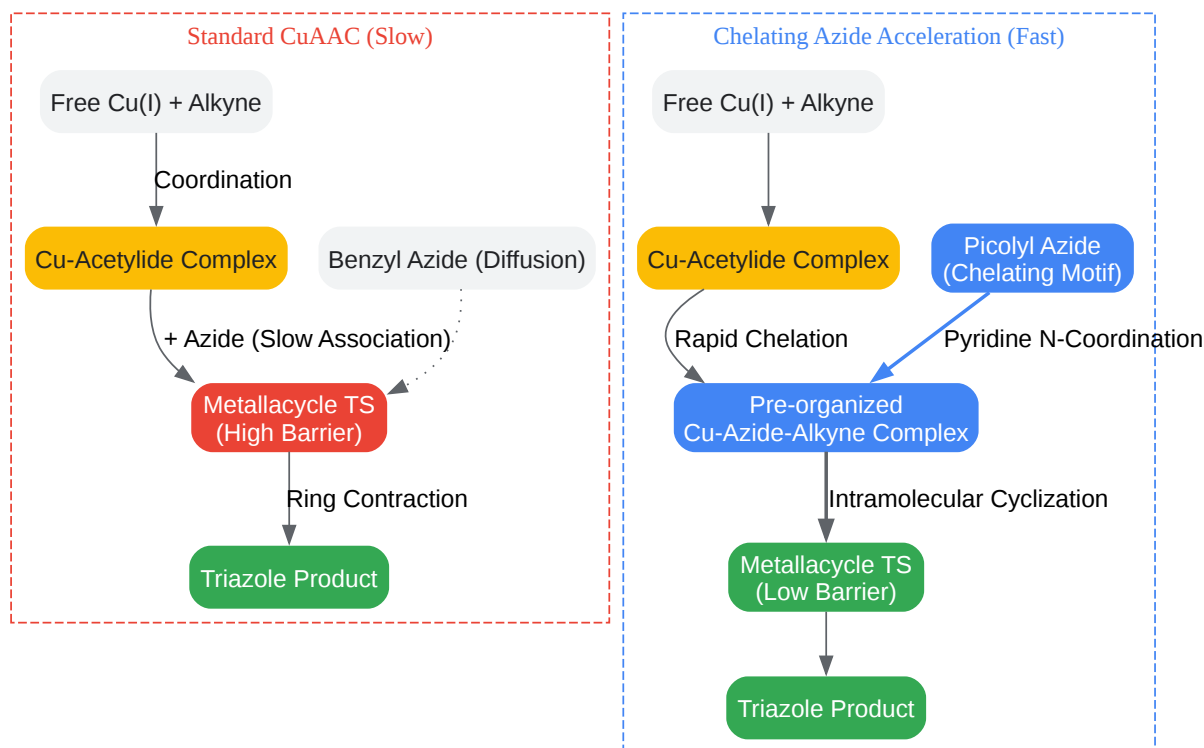 Standard CuAAC (Slow)
Free Cu(I) + Alkyne
Coordination
Cu-Acetylide Complex
Benzyl Azide (Diffusion)
+ Azide (Slow Association)
Metallacycle TS
(High Barrier)
Ring Contraction
Triazole Product
Chelating Azide Acceleration (Fast)
Free Cu(I) + Alkyne
Cu-Acetylide Complex
Picolyl Azide
(Chelating Motif)
Rapid Chelation
Pyridine N-Coordination
Pre-organized
Cu-Azide-Alkyne Complex
Intramolecular Cyclization
Metallacycle TS
(Low Barrier)
Triazole Product